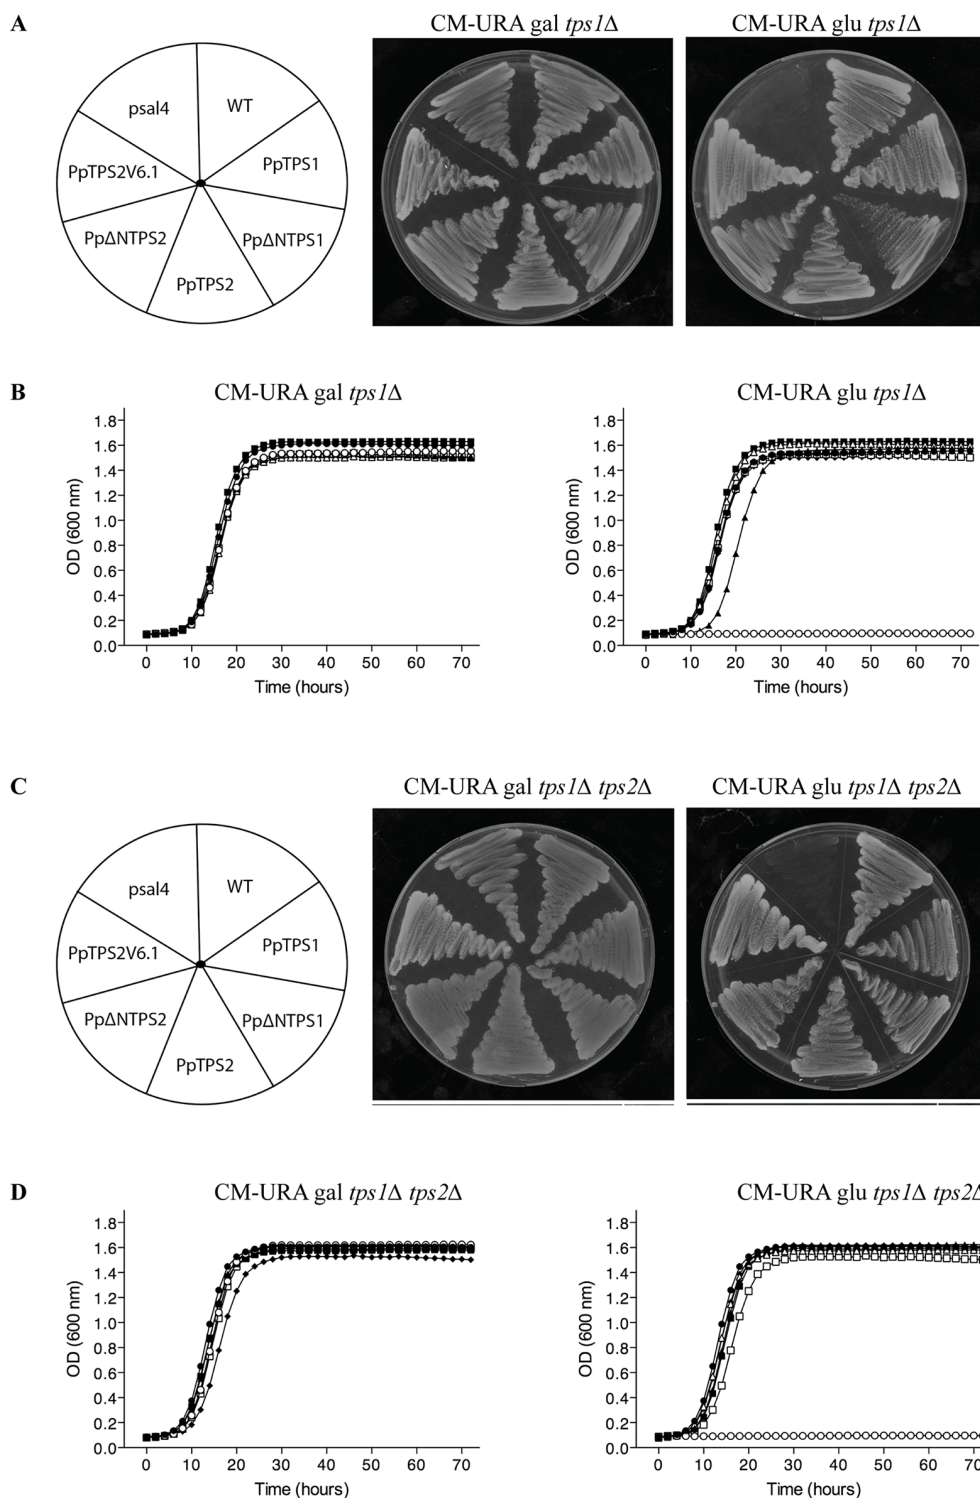 A
CM-URA gal tps1Δ
CM-URA glu tps1Δ
psal4
WT
PpTPS2V6.1
PpTPS1
PpΔNTPS2
PpΔNTPS1
PpTPS2
B
CM-URA gal tps1Δ
CM-URA glu tps1Δ
1.8
1.6
1.4
1.2
1.0
0.8
0.6
0.4
0.2
0.0
OD (600 nm)
0 10 20 30 40 50 60 70
Time (hours)
1.8
1.6
1.4
1.2
1.0
0.8
0.6
0.4
0.2
0.0
OD (600 nm)
0 10 20 30 40 50 60 70
Time (hours)
C
CM-URA gal tps1Δ tps2Δ
CM-URA glu tps1Δ tps2Δ
psal4
WT
PpTPS2V6.1
PpTPS1
PpΔNTPS2
PpΔNTPS1
PpTPS2
D
CM-URA gal tps1Δ tps2Δ
CM-URA glu tps1Δ tps2Δ
1.8
1.6
1.4
1.2
1.0
0.8
0.6
0.4
0.2
0.0
OD (600 nm)
0 10 20 30 40 50 60 70
Time (hours)
1.8
1.6
1.4
1.2
1.0
0.8
0.6
0.4
0.2
0.0
OD (600 nm)
0 10 20 30 40 50 60 70
Time (hours)